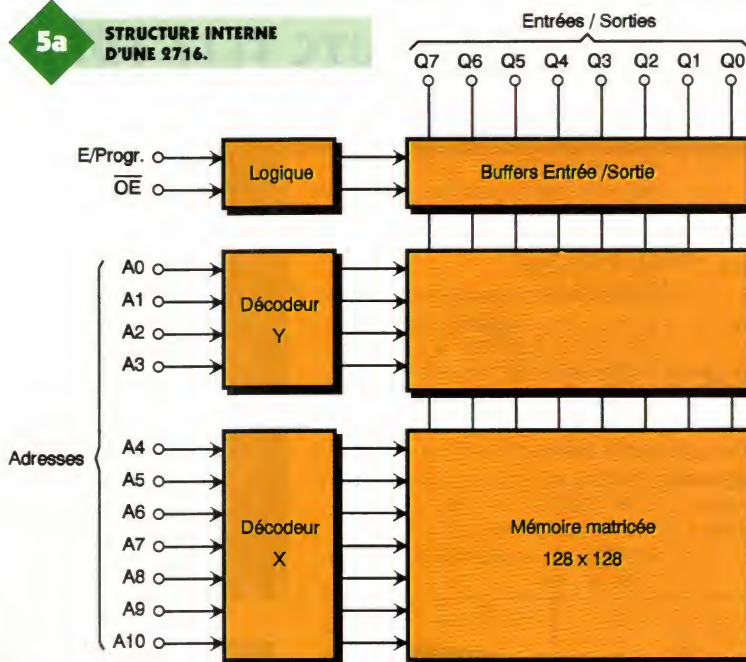 5a
STRUCTURE INTERNE
D'UNE 2716.
Entrées / Sorties
Q7 Q6 Q5 Q4 Q3 Q2 Q1 Q0
E/Progr.
OE
Logique
Buffers Entrée /Sortie
A0
A1
A2
A3
Décodeur
Y
Adresses
A4
A5
A6
A7
A8
A9
A10
Décodeur
X
Mémoire matricée
128 x 128